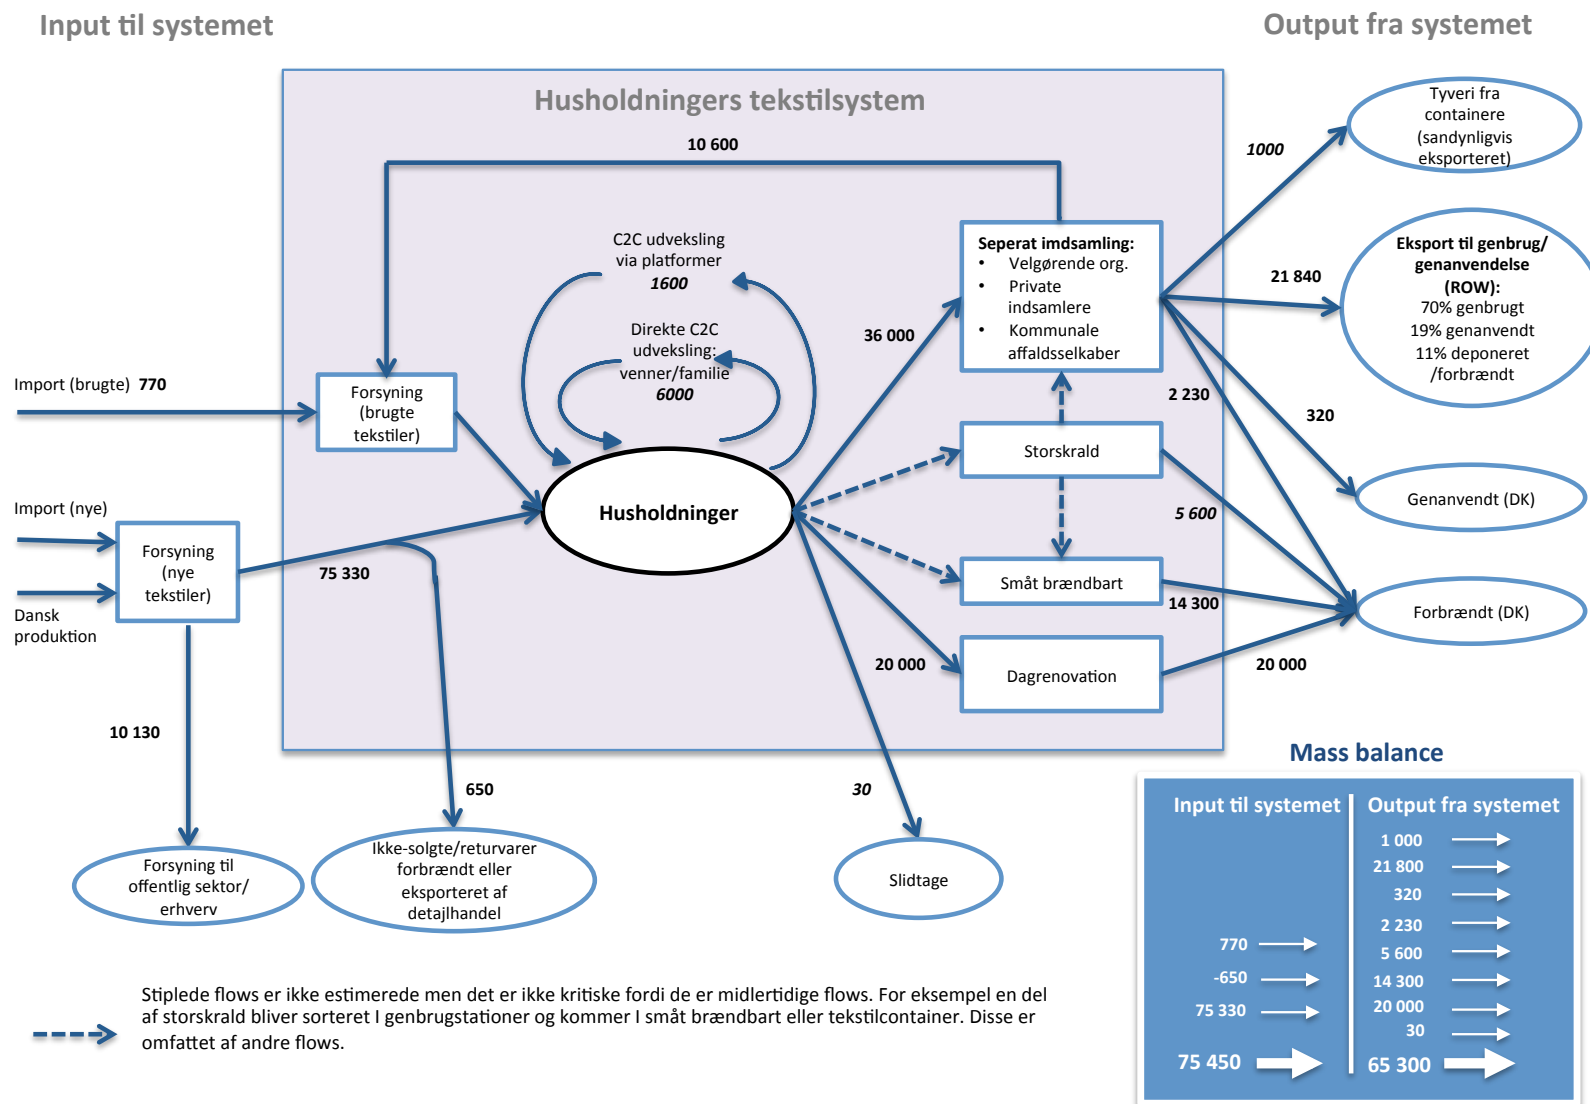 Input til systemet
Output fra systemet
Husholdningers tekstilsystem
10 600
1000
Tyveri fra
containere
(sandynligvis
eksporteret)
C2C udveksling
via platformer
1600
Direkte C2C
udveksling:
venner/familie
6000
Seperat imdsamling:
• Velgørende org.
• Private
indsamlere
• Kommunale
affaldsselkaber
36 000
21 840
Eksport til genbrug/
genanvendelse
(ROW):
70% genbrugt
19% genanvendt
11% deponeret
/forbrændt
Import (brugte) 770
Forsyning
(brugte
tekstiler)
2 230
320
Storskrald
Husholdninger
Genanvendt (DK)
5 600
Import (nye)
Forsyning
(nye
tekstiler)
75 330
Dansk
produktion
Småt brændbart
14 300
Forbrændt (DK)
20 000
Dagrenovation
20 000
10 130
650
30
Forsyning til
offentlig sektor/
erhverv
Ikke-solgte/returvarer
forbrændt eller
eksporteret af
detajlhandel
Slidtage
Mass balance
Input til systemet
770
-650
75 330
75 450
Output fra systemet
1 000
21 800
320
2 230
5 600
14 300
20 000
30
65 300
Stiplede flows er ikke estimerede men det er ikke kritiske fordi de er midlertidige flows. For eksempel en del
af storskrald bliver sorteret I genbrugstationer og kommer I småt brændbart eller tekstilcontainer. Disse er
omfattet af andre flows.